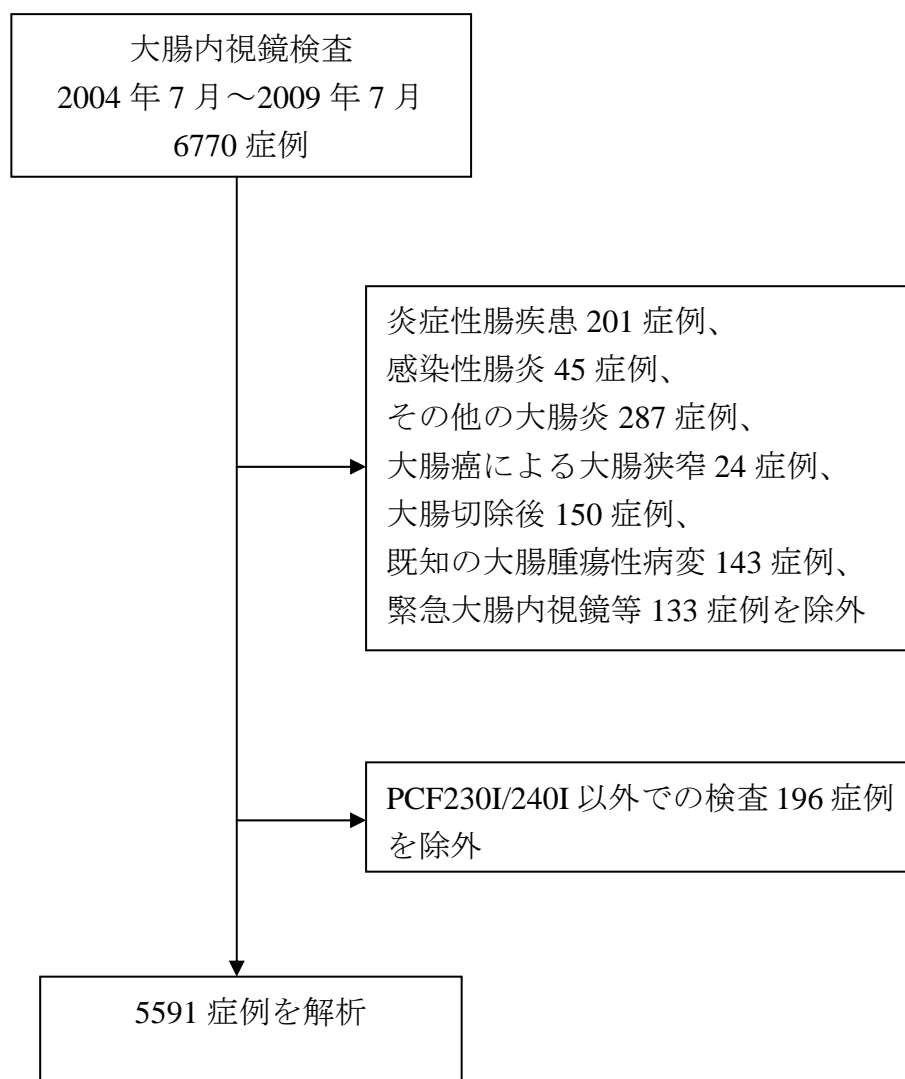 大腸内視鏡検査
2004 年 7 月～2009 年 7 月
6770 症例
炎症性腸疾患 201 症例、
感染性腸炎 45 症例、
その他の大腸炎 287 症例、
大腸癌による大腸狭窄 24 症例、
大腸切除後 150 症例、
既知の大腸腫瘍性病変 143 症例、
緊急大腸内視鏡等 133 症例を除外
PCF230I/240I 以外での検査 196 症例
を除外
5591 症例を解析